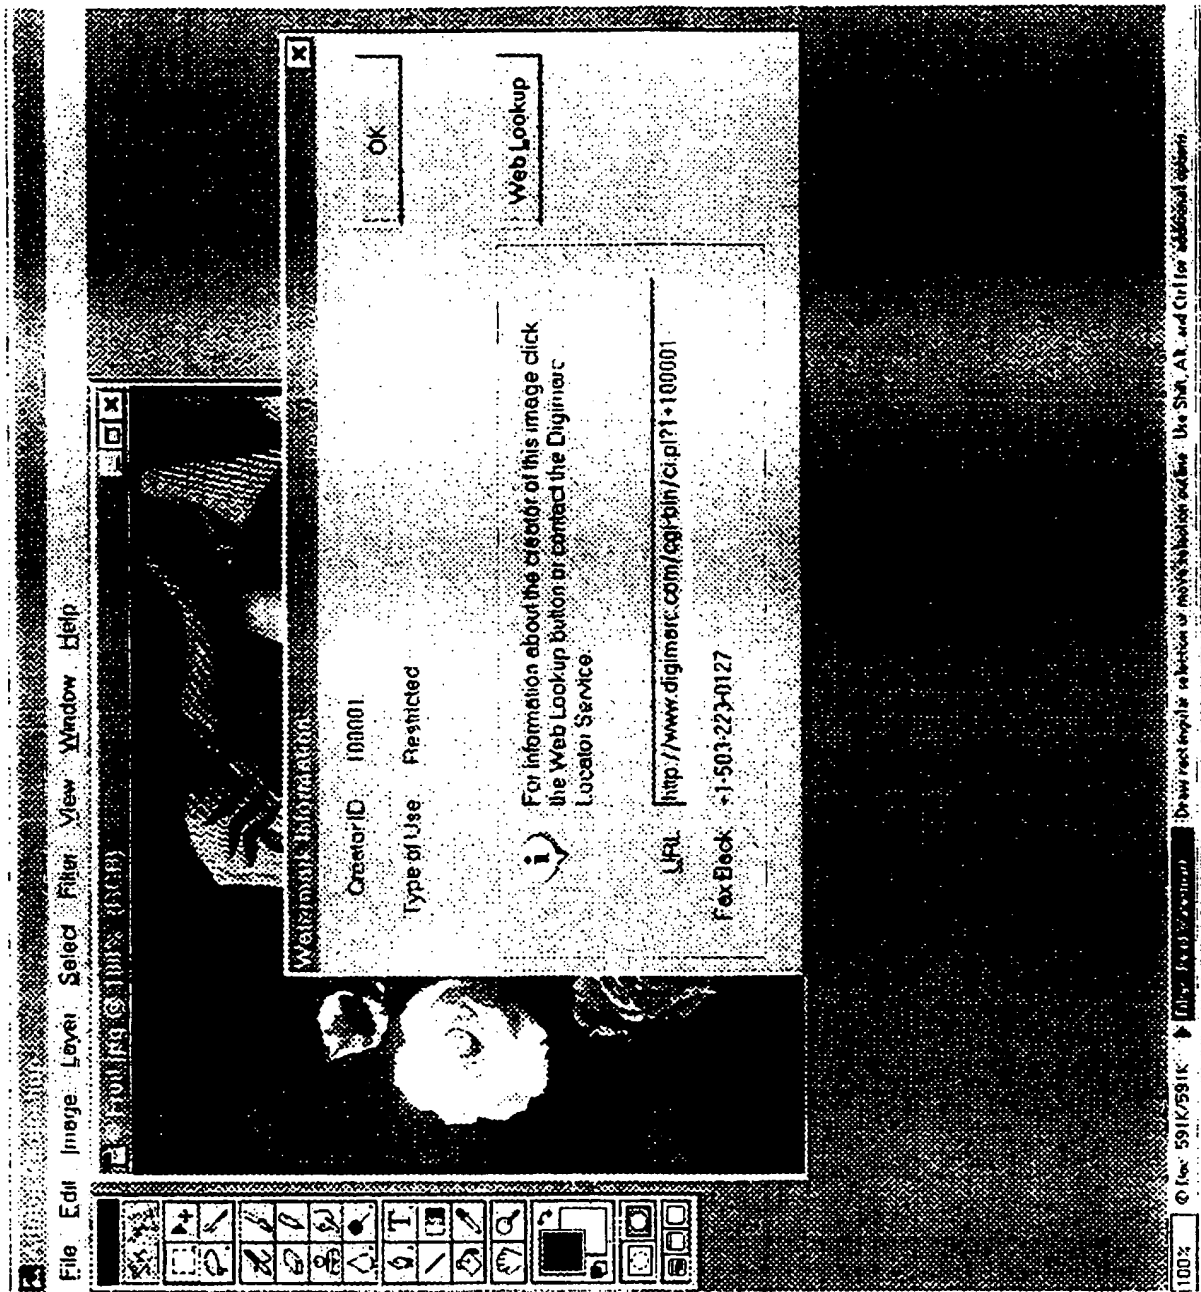 File Edit Image Layer Select Filter View Window Help
Watermark Information
Creator ID 100001
Type of Use Restricted
OK
Web Lookup
For Information about the creator of this image click
the Web Lookup button or contact the Digimarc
Locator Service.
URL http://www.digimarc.com/cgi-bin/ci.pl?1+100001
Fax Back +1-503-223-0127
T
100% Doc: 591K/591K Draw rectangular selection or move selection outline. Use Shift, Alt, and Ctrl for additional options